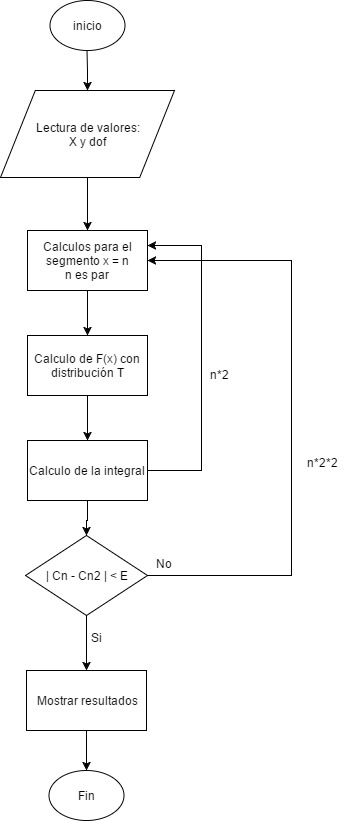 inicio
Lectura de valores:
X y dof
Calculos para el
segmento x = n
n es par
Calculo de F(x) con
distribución T
n*2
Calculo de la integral
n*2*2
No
| Cn - Cn2 | < E
Si
Mostrar resultados
Fin